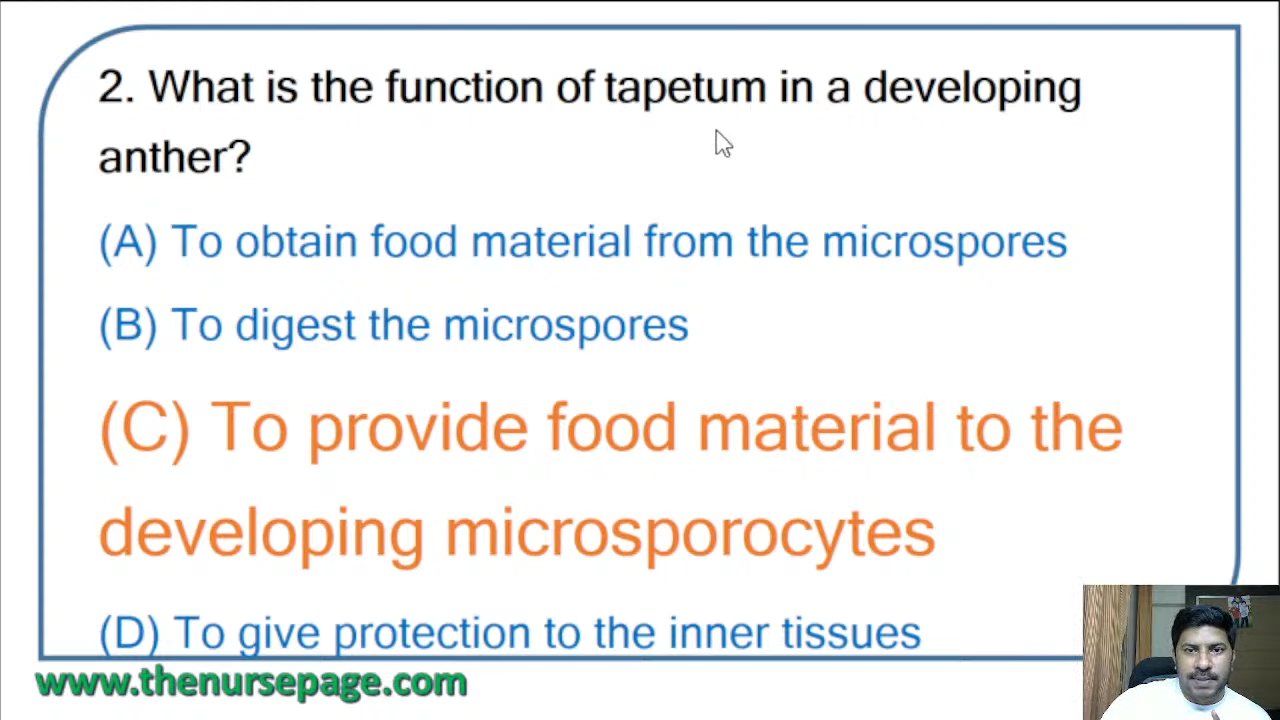 2. What is the function of tapetum in a developing
anther?
(A) To obtain food material from the microspores
(B) To digest the microspores
(C) To provide food material to the
developing microsporocytes
(D) To give protection to the inner tissues
www.thenursepage.com